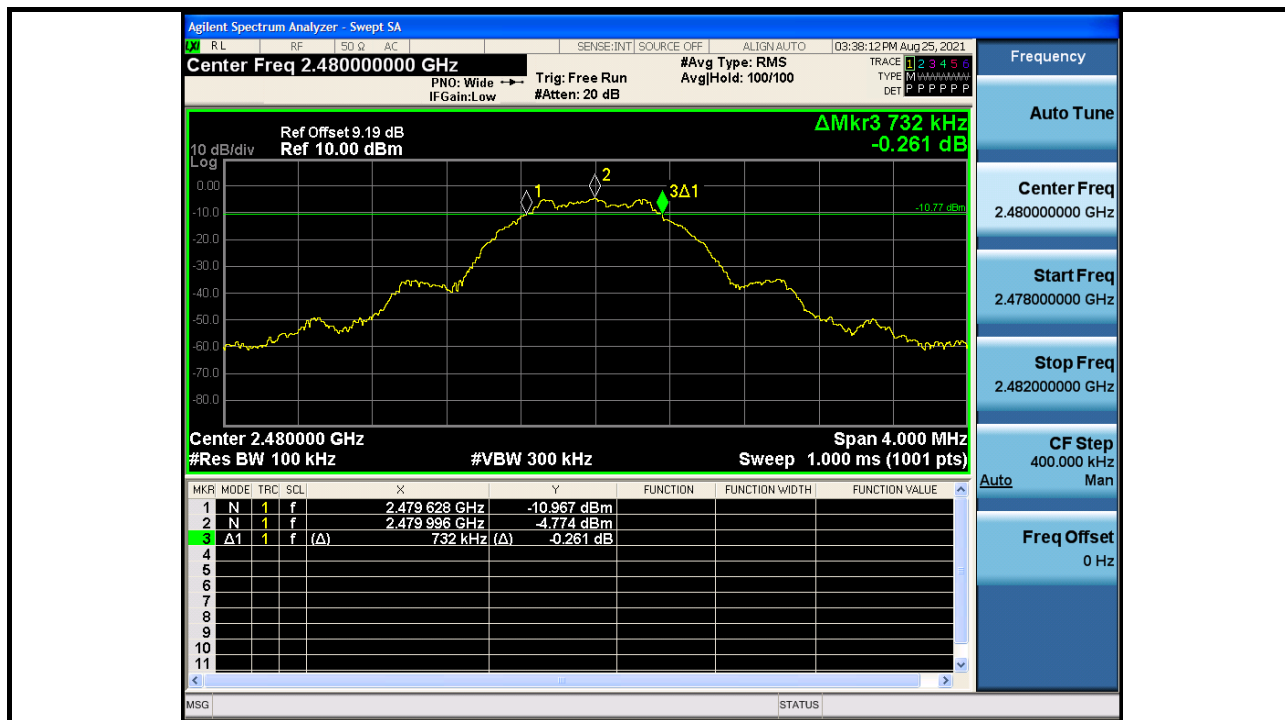 Agilent Spectrum Analyzer - Swept SA
LXI RL RF 50 Ω AC SENSE:INT SOURCE OFF ALIGN AUTO 03:38:12 PM Aug 25, 2021
Center Freq 2.480000000 GHz
PNO: Wide
IFGain:Low
Trig: Free Run
#Atten: 20 dB
#Avg Type: RMS
Avg|Hold: 100/100
TRACE 1 2 3 4 5 6
TYPE M W W W W W
DET P P P P P P
ΔMkr3 732 kHz
-0.261 dB
Ref Offset 9.19 dB
10 dB/div Ref 10.00 dBm
Log
0.00
-10.0
-20.0
-30.0
-40.0
-50.0
-60.0
-70.0
-80.0
1
2
3Δ1
-10.77 dBm
Center 2.480000 GHz Span 4.000 MHz
#Res BW 100 kHz #VBW 300 kHz Sweep 1.000 ms (1001 pts)
MKR MODE TRC SCL X Y FUNCTION FUNCTION WIDTH FUNCTION VALUE
1 N 1 f 2.479 628 GHz -10.967 dBm
2 N 1 f 2.479 996 GHz -4.774 dBm
3 Δ1 1 f (Δ) 732 kHz (Δ) -0.261 dB
4
5
6
7
8
9
10
11
MSG STATUS
Frequency
Auto Tune
Center Freq
2.480000000 GHz
Start Freq
2.478000000 GHz
Stop Freq
2.482000000 GHz
CF Step
400.000 kHz
Auto Man
Freq Offset
0 Hz